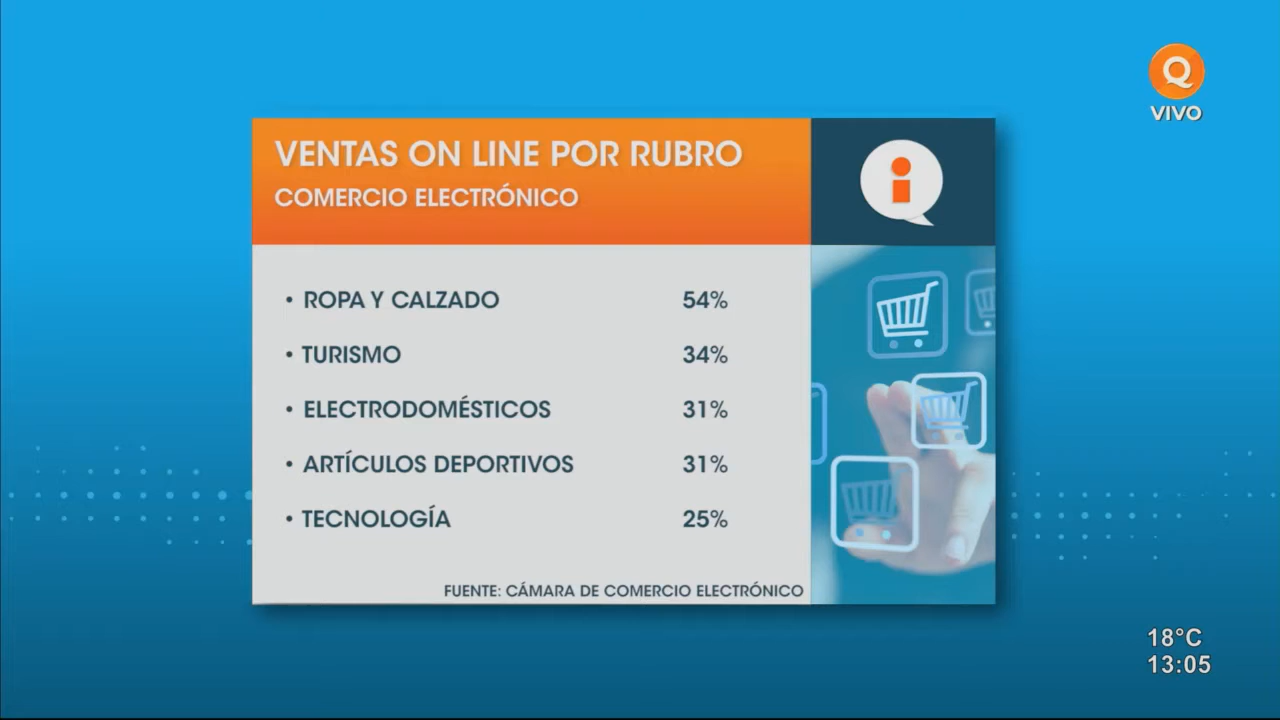 Q
VIVO
VENTAS ON LINE POR RUBRO
COMERCIO ELECTRÓNICO
i
• ROPA Y CALZADO 54%
• TURISMO 34%
• ELECTRODOMÉSTICOS 31%
• ARTÍCULOS DEPORTIVOS 31%
• TECNOLOGÍA 25%
FUENTE: CÁMARA DE COMERCIO ELECTRÓNICO
18°C
13:05